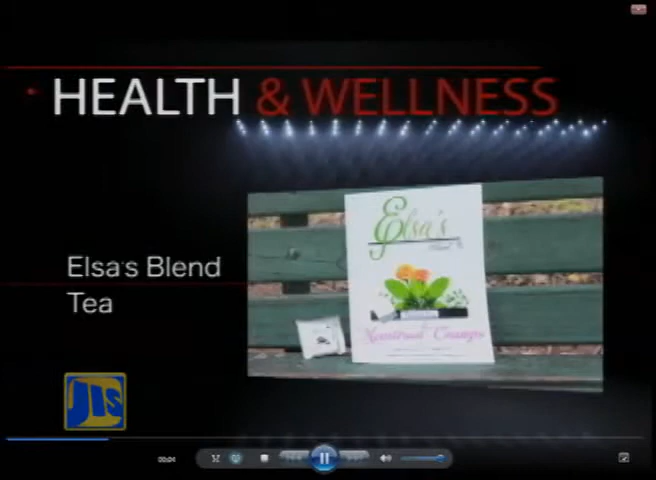 HEALTH & WELLNESS
Elsa's
Menstrual Cramps
Elsa's Blend
Tea
JIS
00:04